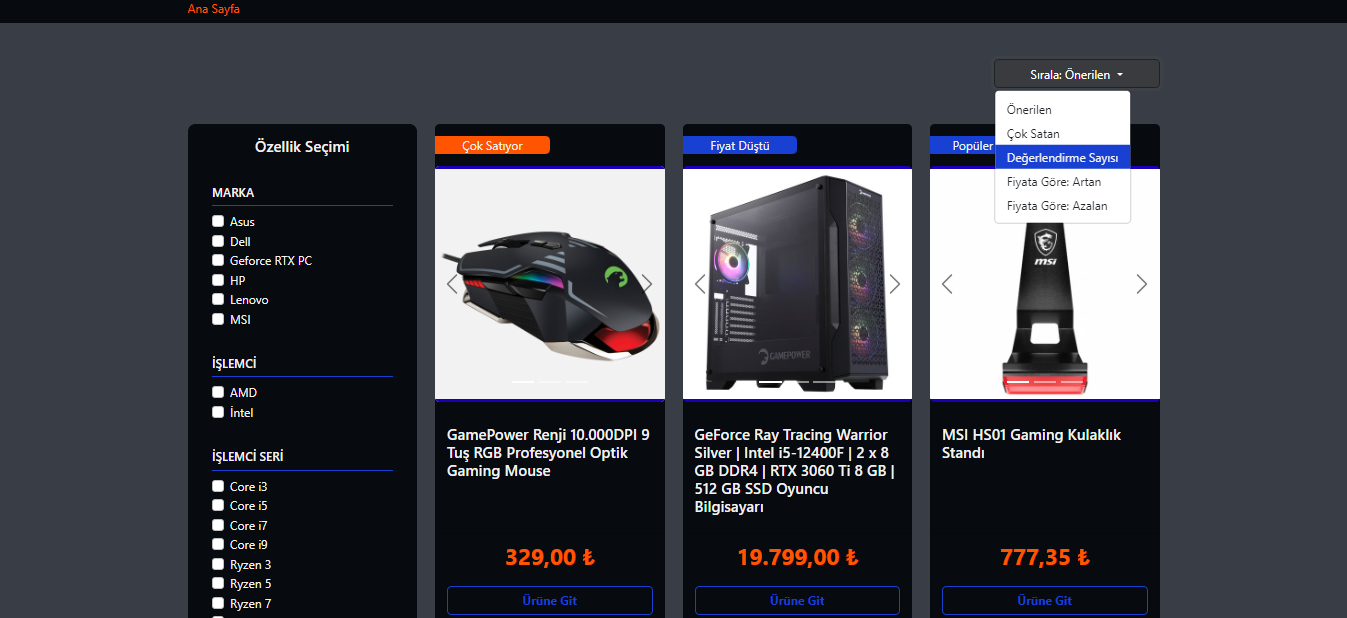 Ana Sayfa
Sırala: Önerilen
Önerilen
Çok Satan
Değerlendirme Sayısı
Fiyata Göre: Artan
Fiyata Göre: Azalan
Özellik Seçimi
MARKA
Asus
Dell
Geforce RTX PC
HP
Lenovo
MSI
İŞLEMCİ
AMD
İntel
İŞLEMCİ SERİ
Core i3
Core i5
Core i7
Core i9
Ryzen 3
Ryzen 5
Ryzen 7
Çok Satıyor
GamePower Renji 10.000DPI 9
Tuş RGB Profesyonel Optik
Gaming Mouse
329,00 ₺
Ürüne Git
Fiyat Düştü
GAMEPOWER
GeForce Ray Tracing Warrior
Silver | Intel i5-12400F | 2 x 8
GB DDR4 | RTX 3060 Ti 8 GB |
512 GB SSD Oyuncu
Bilgisayarı
19.799,00 ₺
Ürüne Git
Popüler
msi
MSI HS01 Gaming Kulaklık
Standı
777,35 ₺
Ürüne Git